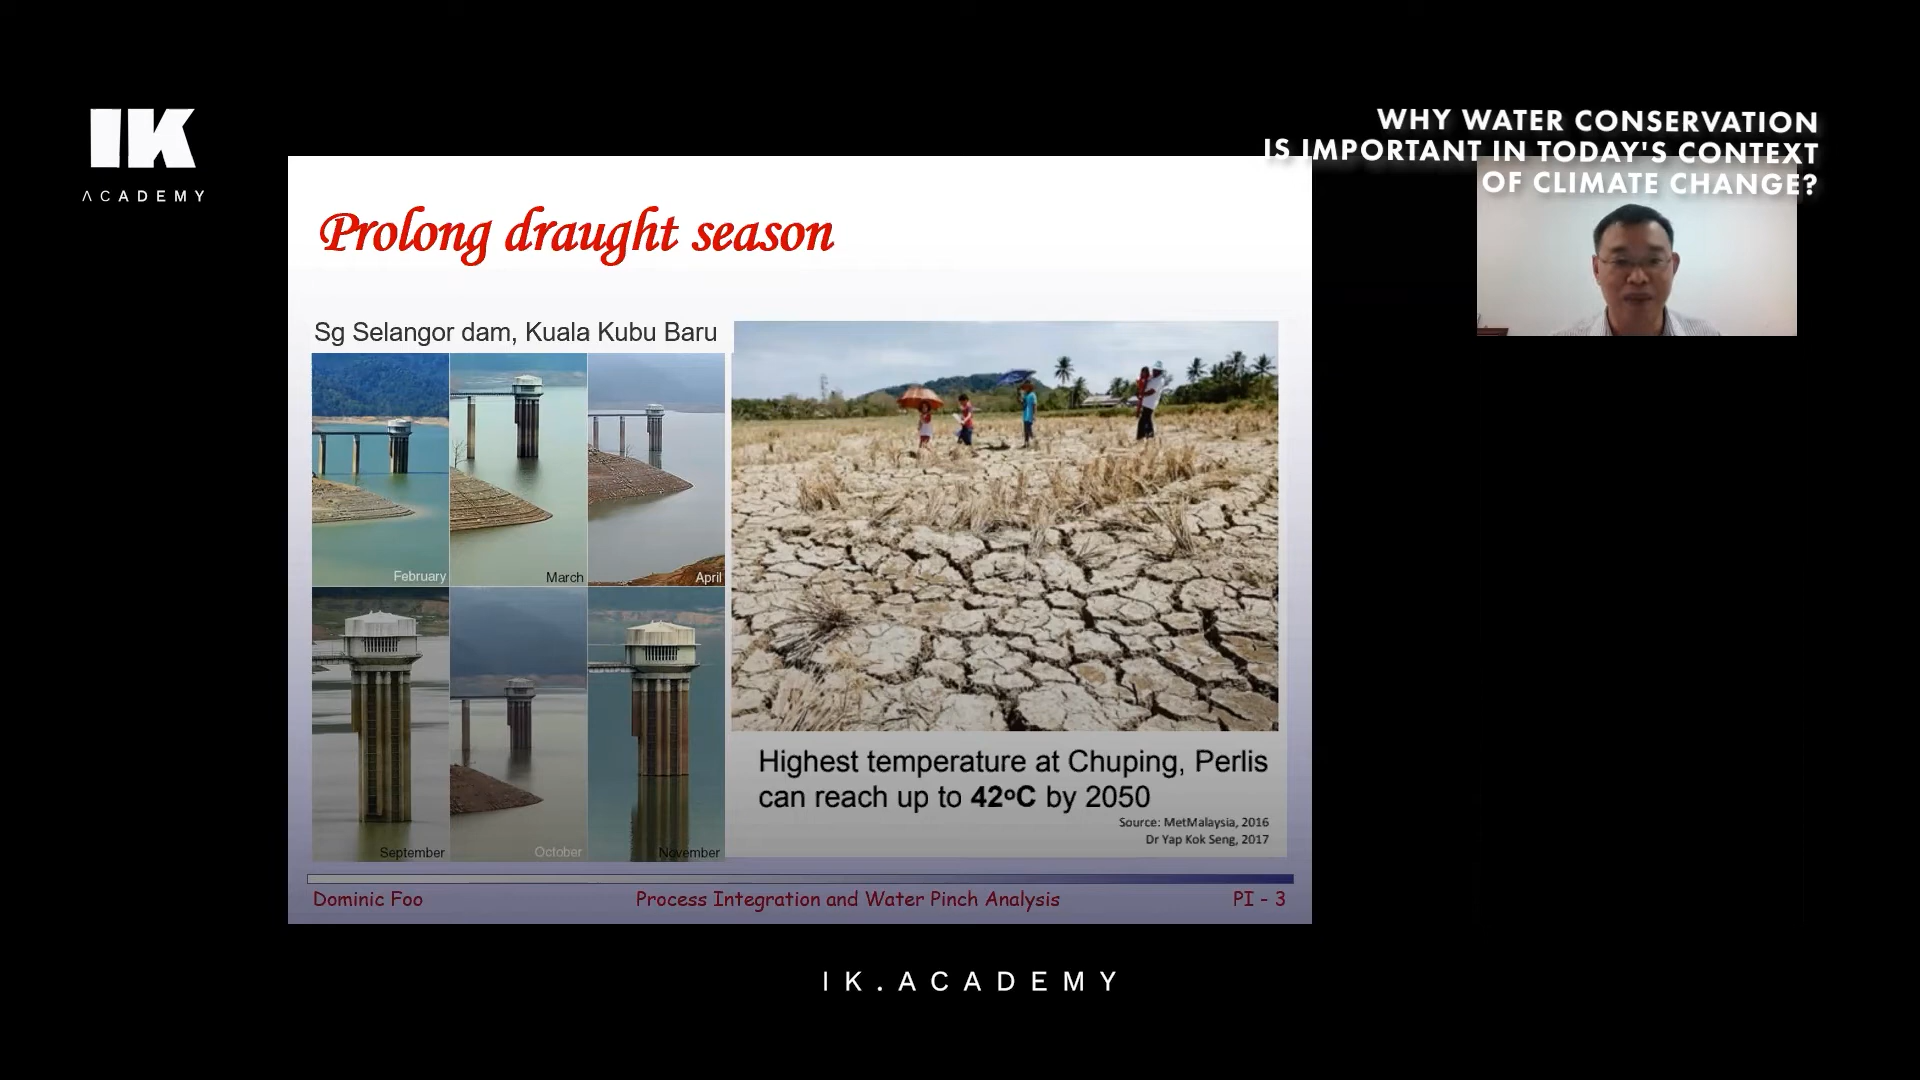 IK
ACADEMY
WHY WATER CONSERVATION
IS IMPORTANT IN TODAY'S CONTEXT
OF CLIMATE CHANGE?
Prolong draught season
Sg Selangor dam, Kuala Kubu Baru
February
March
April
September
October
November
Highest temperature at Chuping, Perlis
can reach up to 42ºC by 2050
Source: MetMalaysia, 2016
Dr Yap Kok Seng, 2017
Dominic Foo
Process Integration and Water Pinch Analysis
PI - 3
IK.ACADEMY